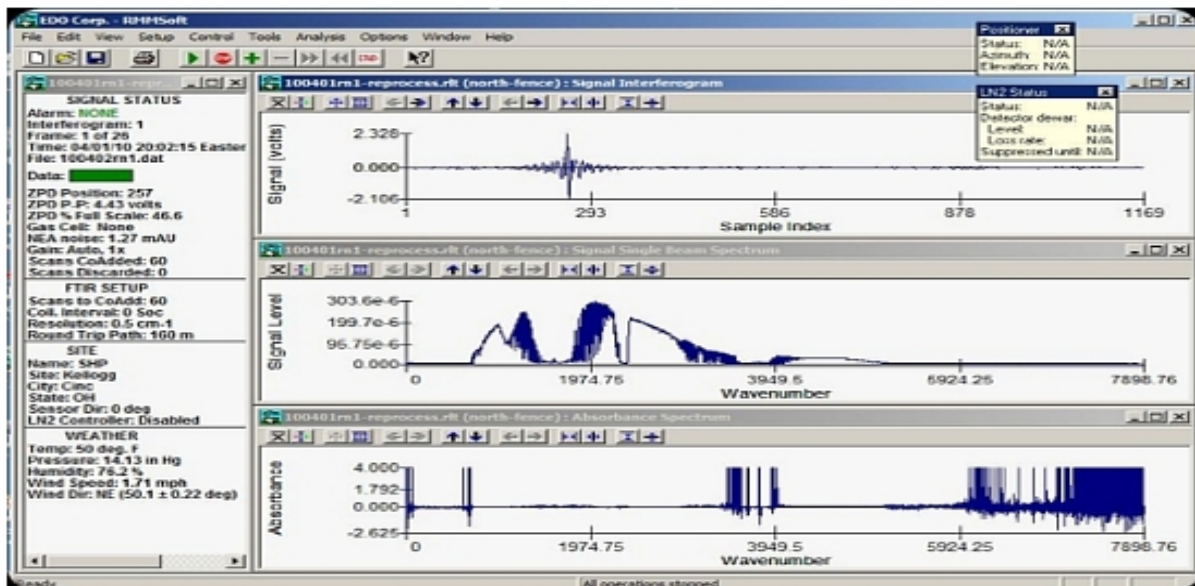 EDO Corp. - RMMSoft
File Edit View Setup Control Tools Analysis Options Window Help
Positioner
Status: N/A
Azimuth: N/A
Elevation: N/A
LN2 Status
Status: N/A
Detector dewar:
Level: N/A
Loss rate: N/A
Suppressed until: N/A
100401rn1-repr...
SIGNAL STATUS
Alarm: NONE
Interferogram: 1
Frame: 1 of 26
Time: 04/01/10 20:02:15 Easter
File: 100402rn1.dat
Data:
ZPD Position: 257
ZPD P-P: 4.43 volts
ZPD % Full Scale: 46.6
Gas Cell: None
NEA noise: 1.27 mAU
Gain: Auto, 1x
Scans CoAdded: 60
Scans Discarded: 0
FTIR SETUP
Scans to CoAdd: 60
Coll. Interval: 0 Sec
Resolution: 0.5 cm-1
Round Trip Path: 160 m
SITE
Name: SHP
Site: Kellogg
City: Cinc
State: OH
Sensor Dir: 0 deg
LN2 Controller: Disabled
WEATHER
Temp: 50 deg. F
Pressure: 14.13 in Hg
Humidity: 76.2 %
Wind Speed: 1.71 mph
Wind Dir: NE (50.1 ± 0.22 deg)
100401rn1-reprocess.rlt (north-fence) : Signal Interferogram
Signal (volts)
2.328
0.000
-2.106
1 293 586 878 1169
Sample Index
100401rn1-reprocess.rlt (north-fence) : Signal Single Beam Spectrum
Signal Level
303.6e-6
199.7e-6
95.75e-6
0.000
0 1974.75 3949.5 5924.25 7898.76
Wavenumber
100401rn1-reprocess.rlt (north-fence) : Absorbance Spectrum
Absorbance
4.000
1.792
0.000
-2.625
0 1974.75 3949.5 5924.25 7898.76
Wavenumber
Ready All operations stopped